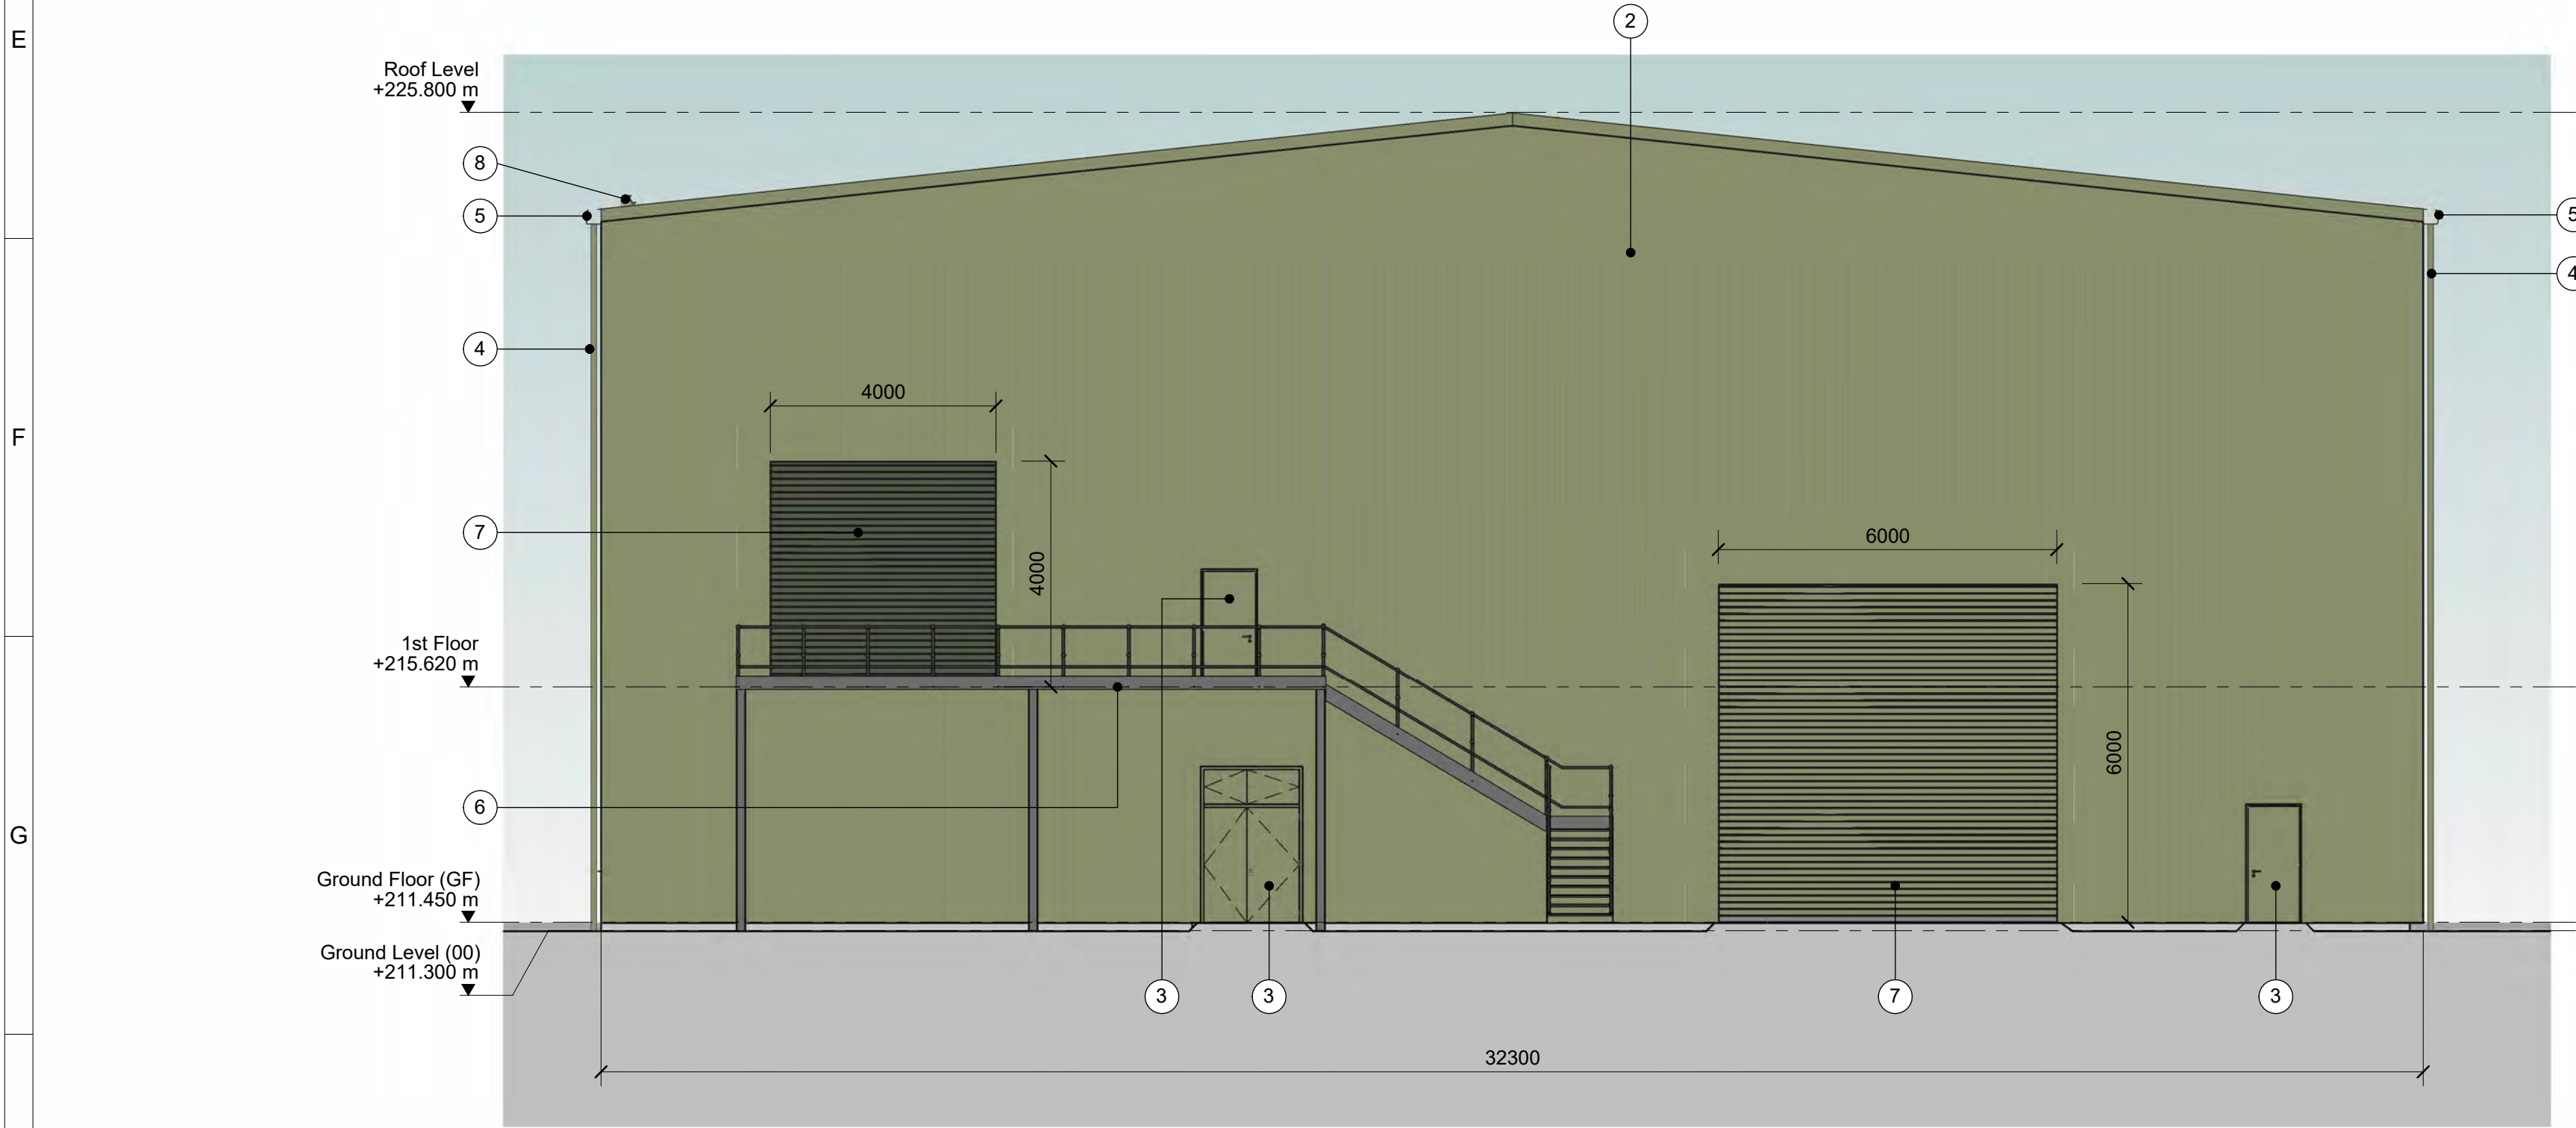 E
2
Roof Level
+225.800 m
8
5
5
4
4
4000
F
7
4000
6000
3
1st Floor
+215.620 m
6000
6
G
Ground Floor (GF)
+211.450 m
Ground Level (00)
+211.300 m
3
3
7
3
32300